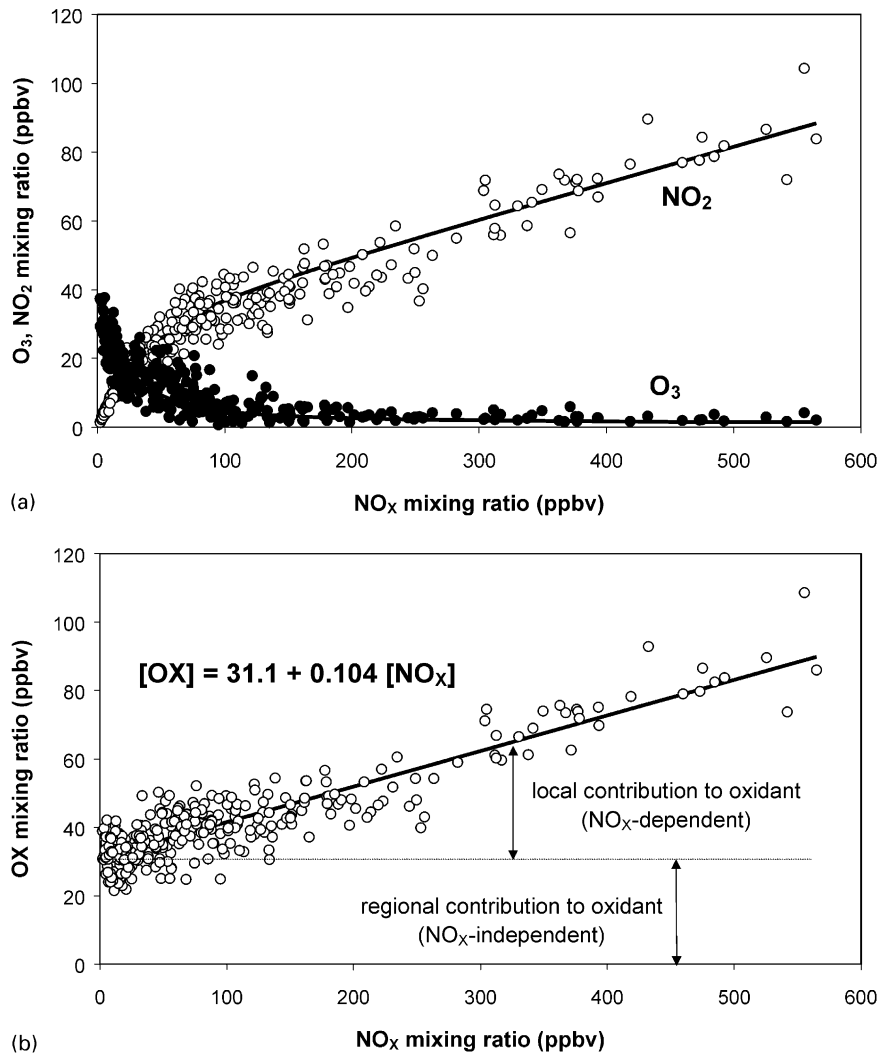 120
100
80
60
40
20
0
O₃, NO₂ mixing ratio (ppbv)
NO₂
O₃
0 100 200 300 400 500 600
(a)
NOₓ mixing ratio (ppbv)
120
100
80
60
40
20
0
OX mixing ratio (ppbv)
[OX] = 31.1 + 0.104 [NOₓ]
local contribution to oxidant
(NOₓ-dependent)
regional contribution to oxidant
(NOₓ-independent)
0 100 200 300 400 500 600
(b)
NOₓ mixing ratio (ppbv)